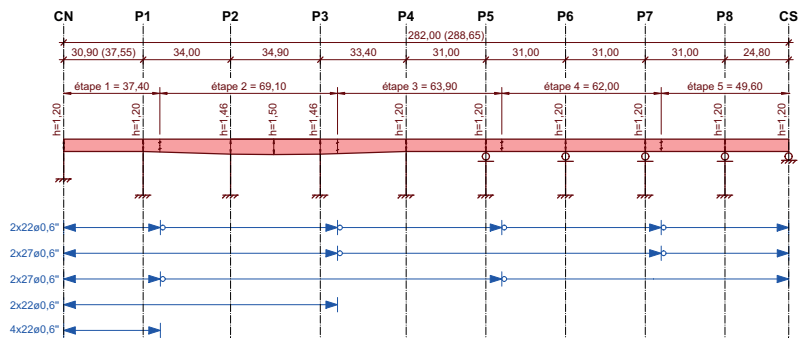 CN P1 P2 P3 P4 P5 P6 P7 P8 CS
282,00 (288,65)
30,90 (37,55) 34,00 34,90 33,40 31,00 31,00 31,00 31,00 24,80
étape 1 = 37,40 étape 2 = 69,10 étape 3 = 63,90 étape 4 = 62,00 étape 5 = 49,60
h=1,20 h=1,20 h=1,46 h=1,50 h=1,46 h=1,20 h=1,20 h=1,20 h=1,20 h=1,20 h=1,20
2x22ø0,6"
2x27ø0,6"
2x27ø0,6"
2x22ø0,6"
4x22ø0,6"